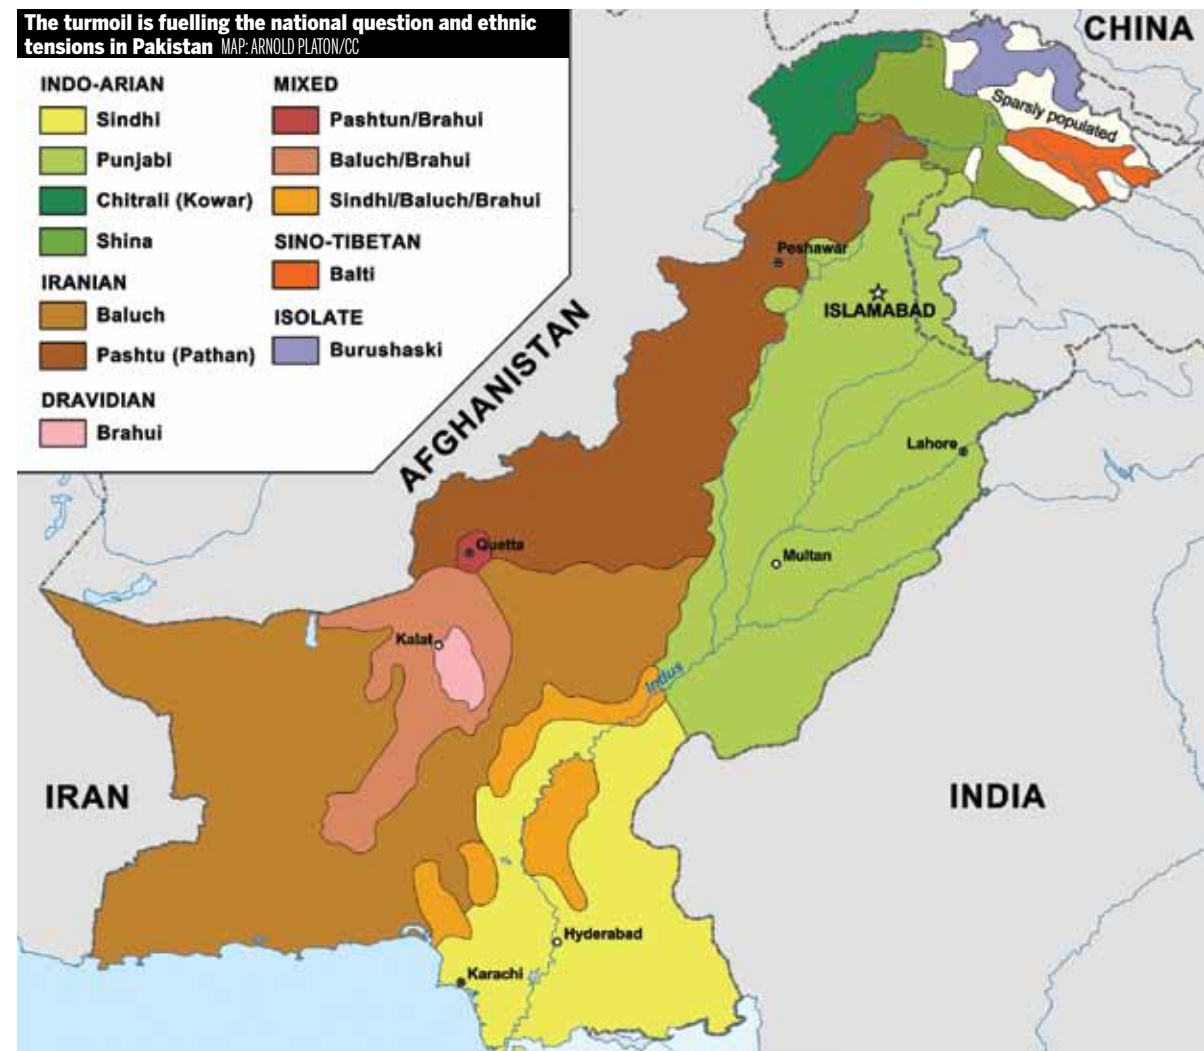 The turmoil is fuelling the national question and ethnic
tensions in Pakistan MAP: ARNOLD PLATON/CC
INDO-ARIAN
Sindhi
Punjabi
Chitrali (Kowar)
Shina
IRANIAN
Baluch
Pashtu (Pathan)
DRAVIDIAN
Brahui
MIXED
Pashtun/Brahui
Baluch/Brahui
Sindhi/Baluch/Brahui
SINO-TIBETAN
Balti
ISOLATE
Burushaski
CHINA
Sparsly populated
Peshawar
ISLAMABAD
AFGHANISTAN
Lahore
Quetta
Multan
Kalat
Indus
IRAN
INDIA
Hyderabad
Karachi